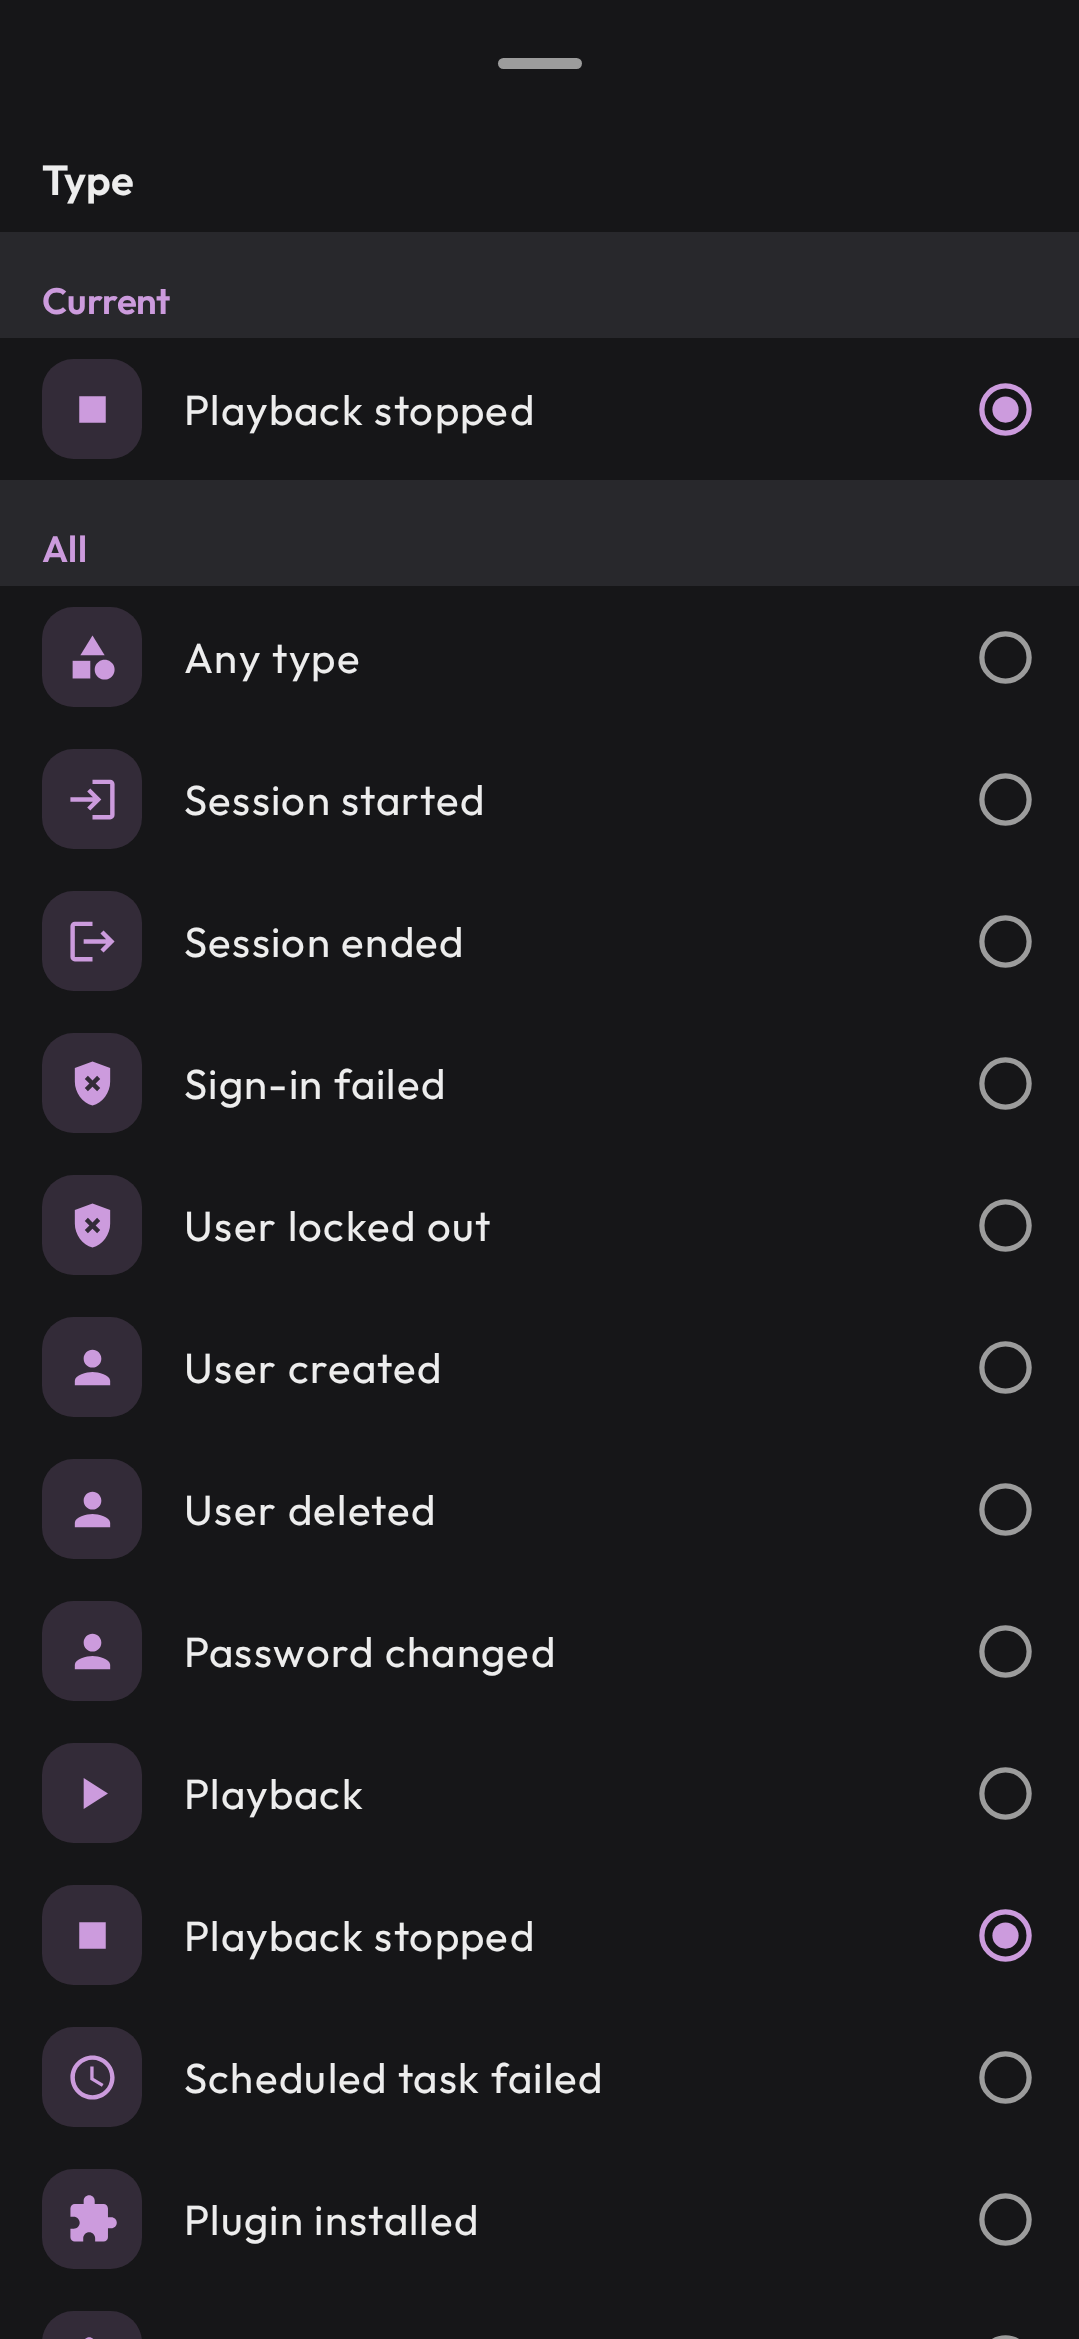 Type
Current
Playback stopped
All
Any type
Session started
Session ended
Sign-in failed
User locked out
User created
User deleted
Password changed
Playback
Playback stopped
Scheduled task failed
Plugin installed